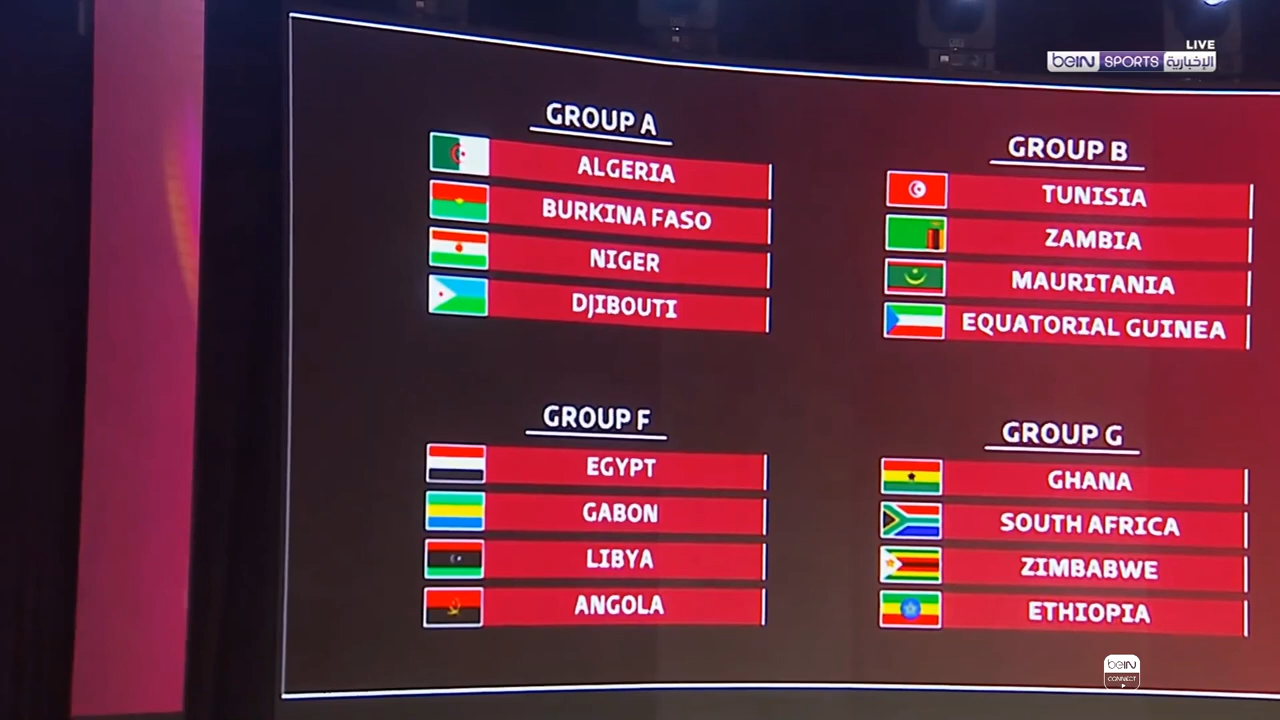 LIVE
beIN SPORTS الإخبارية
GROUP A
ALGERIA
BURKINA FASO
NIGER
DJIBOUTI
GROUP B
TUNISIA
ZAMBIA
MAURITANIA
EQUATORIAL GUINEA
GROUP F
EGYPT
GABON
LIBYA
ANGOLA
GROUP G
GHANA
SOUTH AFRICA
ZIMBABWE
ETHIOPIA
beIN
CONNECT